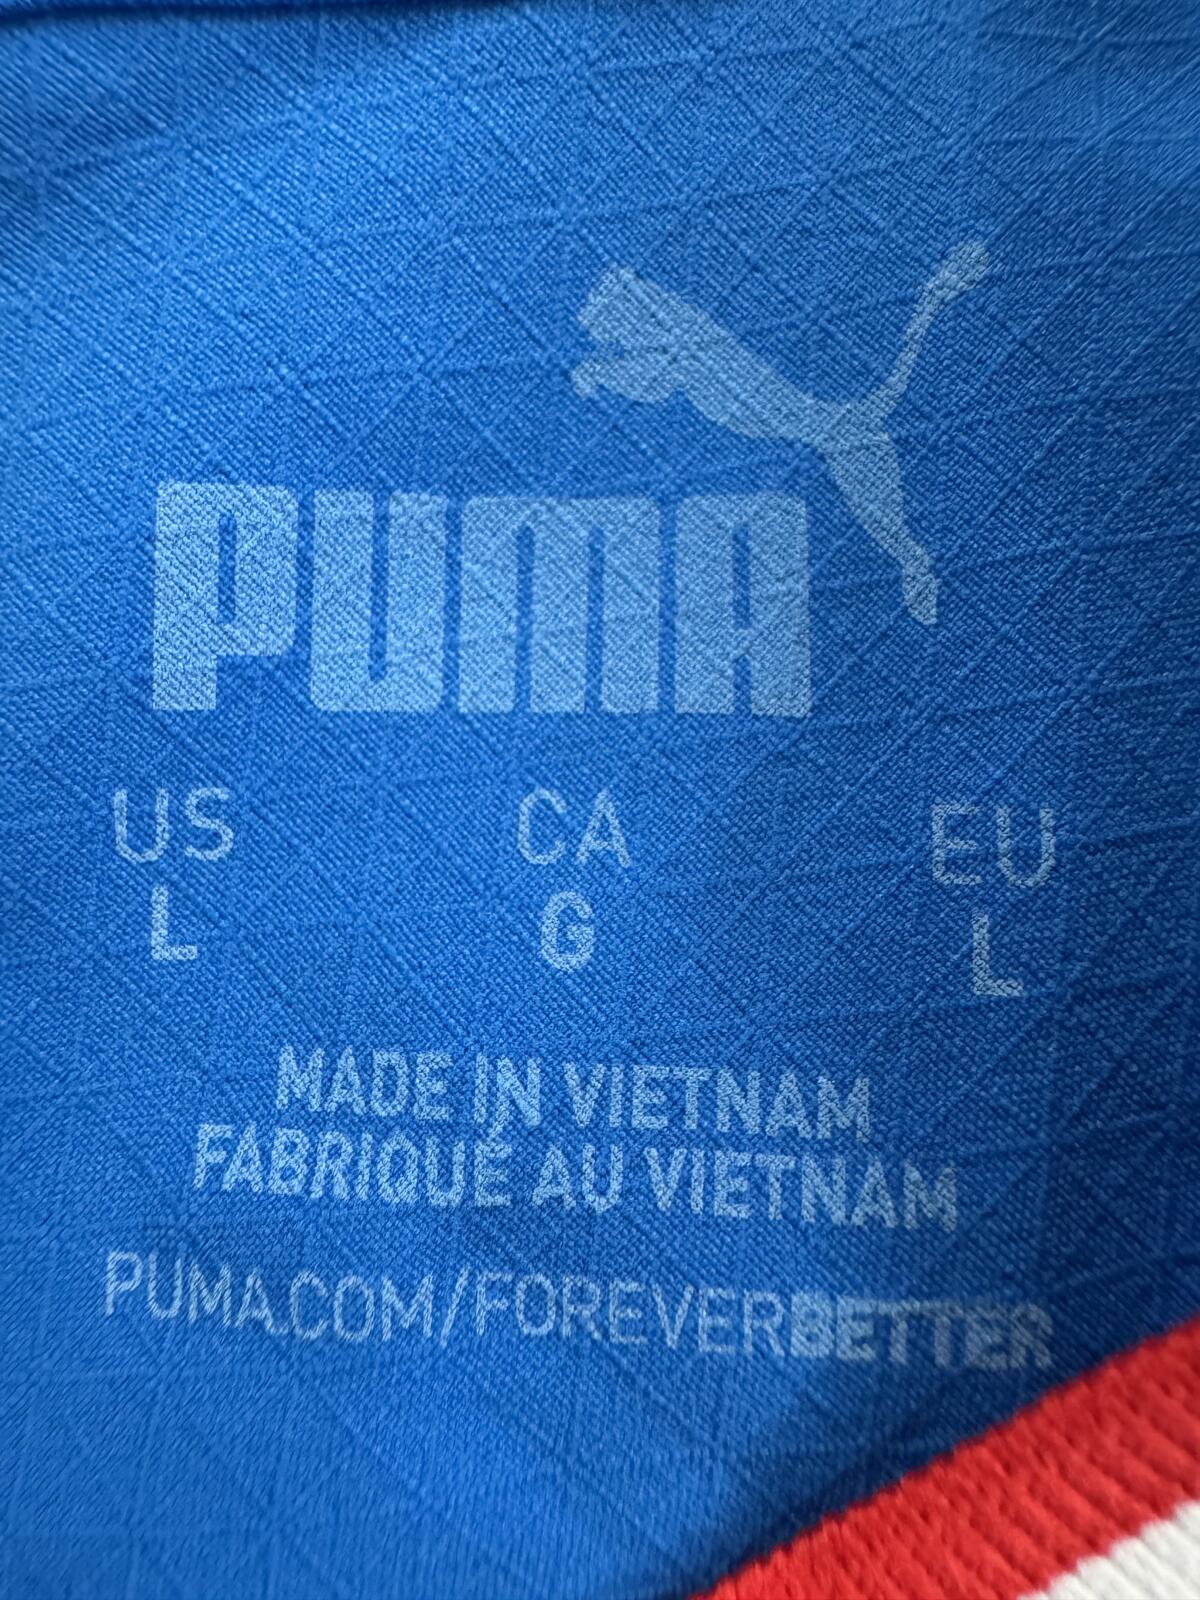 PUMA
US CA EU
L G L
MADE IN VIETNAM
FABRIQUÉ AU VIETNAM
PUMA.COM/FOREVERBETTER